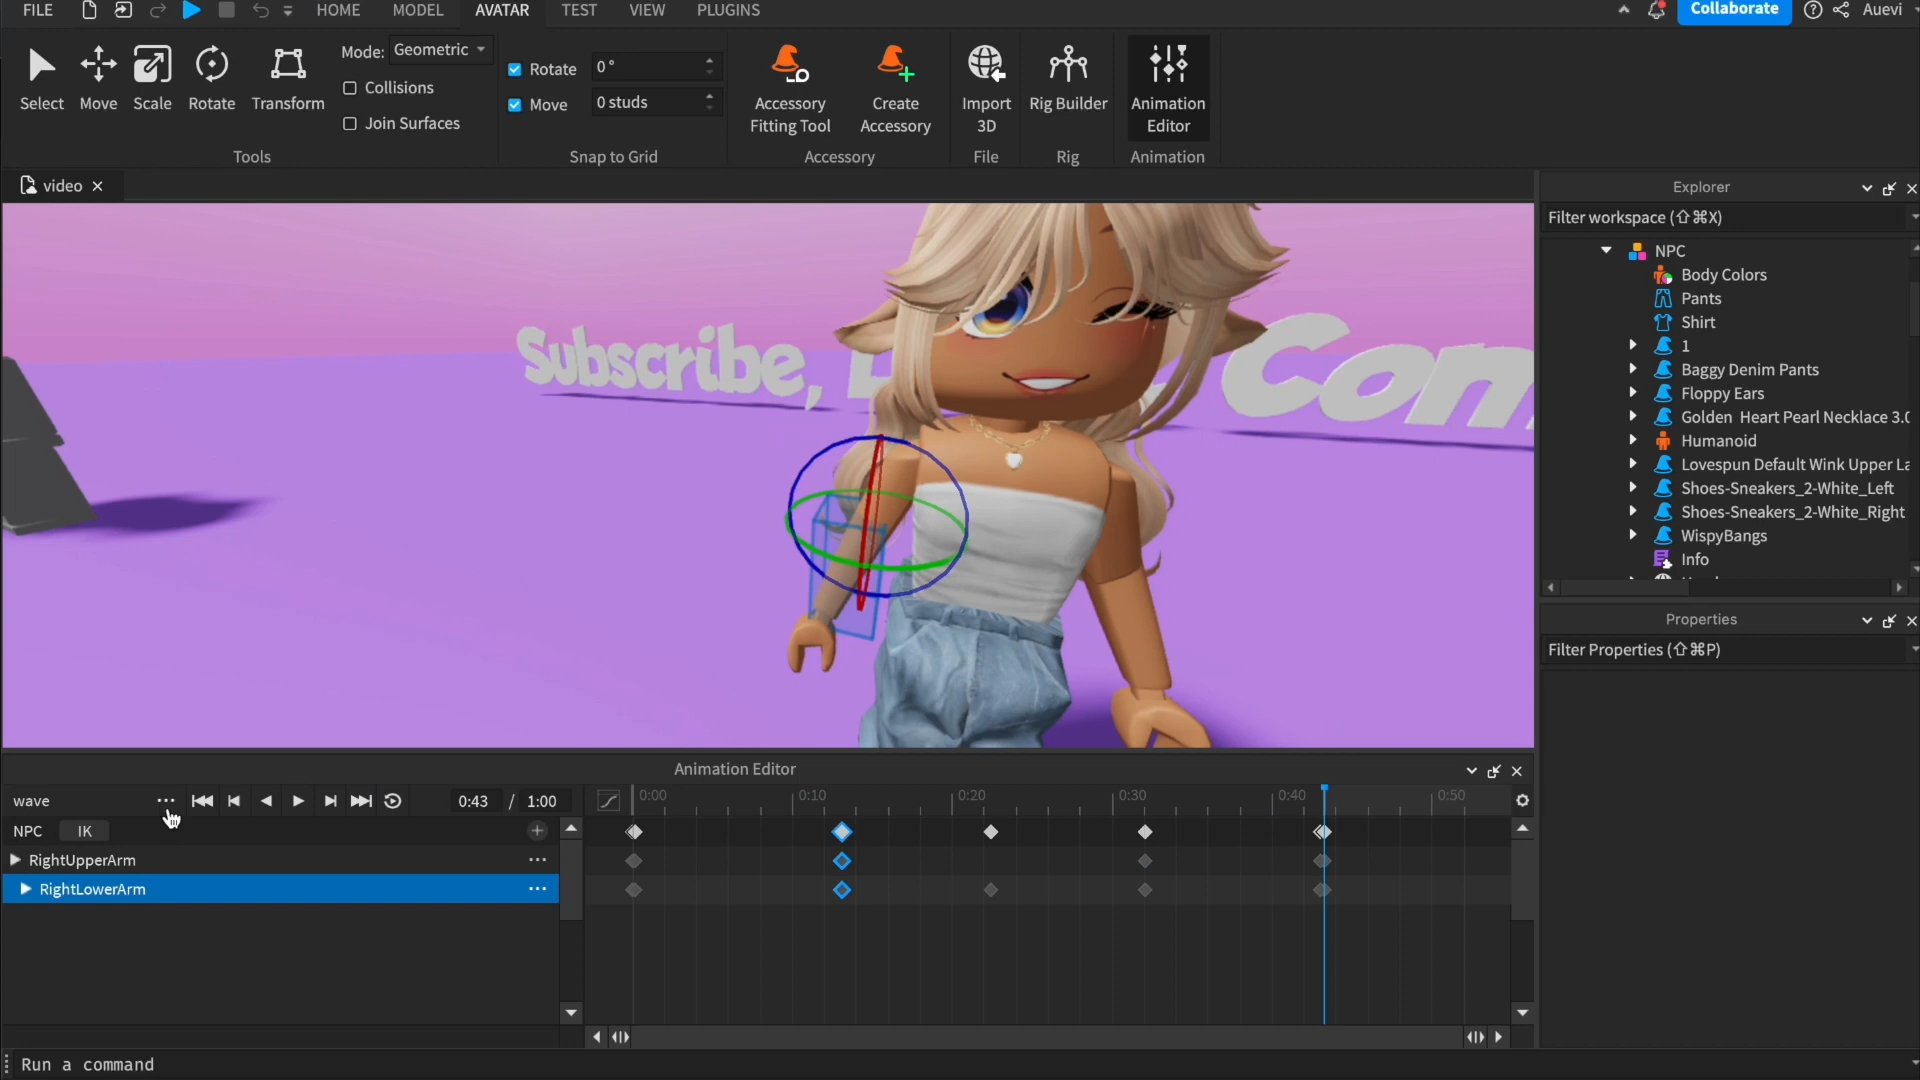 FILE HOME MODEL AVATAR TEST VIEW PLUGINS Collaborate Auevi
Select Move Scale Rotate Transform
Mode: Geometric
Collisions
Join Surfaces
Tools
Rotate 0 °
Move 0 studs
Snap to Grid
Accessory
Fitting Tool
Create
Accessory
Accessory
Import
3D
File
Rig Builder
Rig
Animation
Editor
Animation
video
Subscribe,
Com
Explorer
Filter workspace (⇧⌘X)
NPC
Body Colors
Pants
Shirt
1
Baggy Denim Pants
Floppy Ears
Golden Heart Pearl Necklace 3.0
Humanoid
Lovespun Default Wink Upper La
Shoes-Sneakers_2-White_Left
Shoes-Sneakers_2-White_Right
WispyBangs
Info
Properties
Filter Properties (⇧⌘P)
Animation Editor
wave 0:43 / 1:00
0:00 0:10 0:20 0:30 0:40 0:50
NPC IK
RightUpperArm
RightLowerArm
Run a command